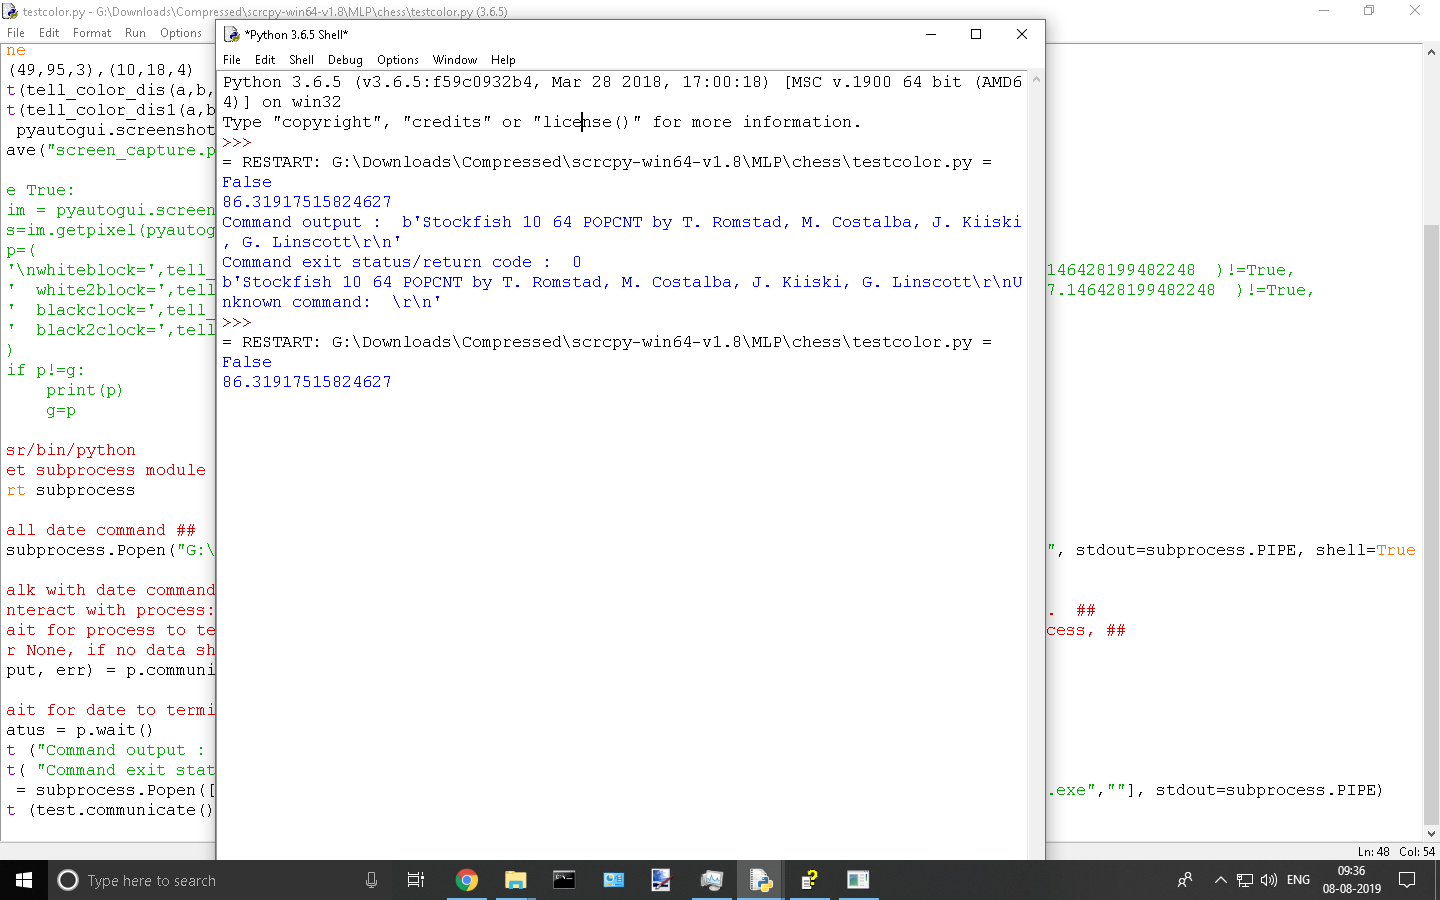 testcolor.py - G:\Downloads\Compressed\scrcpy-win64-v1.8\MLP\chess\testcolor.py (3.6.5)
File Edit Format Run Options
ne
(49,95,3),(10,18,4)
t(tell_color_dis(a,b,
t(tell_color_dis1(a,b
pyautogui.screenshot
ave("screen_capture.p
e True:
im = pyautogui.screen
s=im.getpixel(pyautog
p=(
'\nwhiteblock=',tell_
' white2block=',tell
' blackclock=',tell_
' black2clock=',tell
)
if p!=g:
print(p)
g=p
sr/bin/python
et subprocess module
rt subprocess
all date command ##
subprocess.Popen("G:\
alk with date command
nteract with process:
ait for process to te
r None, if no data sh
put, err) = p.communi
ait for date to termi
atus = p.wait()
t ("Command output :
t( "Command exit stat
= subprocess.Popen([
t (test.communicate()
*Python 3.6.5 Shell*
File Edit Shell Debug Options Window Help
Python 3.6.5 (v3.6.5:f59c0932b4, Mar 28 2018, 17:00:18) [MSC v.1900 64 bit (AMD6
4)] on win32
Type "copyright", "credits" or "license()" for more information.
>>>
= RESTART: G:\Downloads\Compressed\scrcpy-win64-v1.8\MLP\chess\testcolor.py =
False
86.31917515824627
Command output :  b'Stockfish 10 64 POPCNT by T. Romstad, M. Costalba, J. Kiiski
, G. Linscott\r\n'
Command exit status/return code :  0
b'Stockfish 10 64 POPCNT by T. Romstad, M. Costalba, J. Kiiski, G. Linscott\r\nU
nknown command:  \r\n'
>>>
= RESTART: G:\Downloads\Compressed\scrcpy-win64-v1.8\MLP\chess\testcolor.py =
False
86.31917515824627
146428199482248  )!=True,
7.146428199482248  )!=True,
", stdout=subprocess.PIPE, shell=True
.  ##
cess, ##
.exe",""], stdout=subprocess.PIPE)
Ln: 48 Col: 54
Type here to search
ENG
09:36
08-08-2019